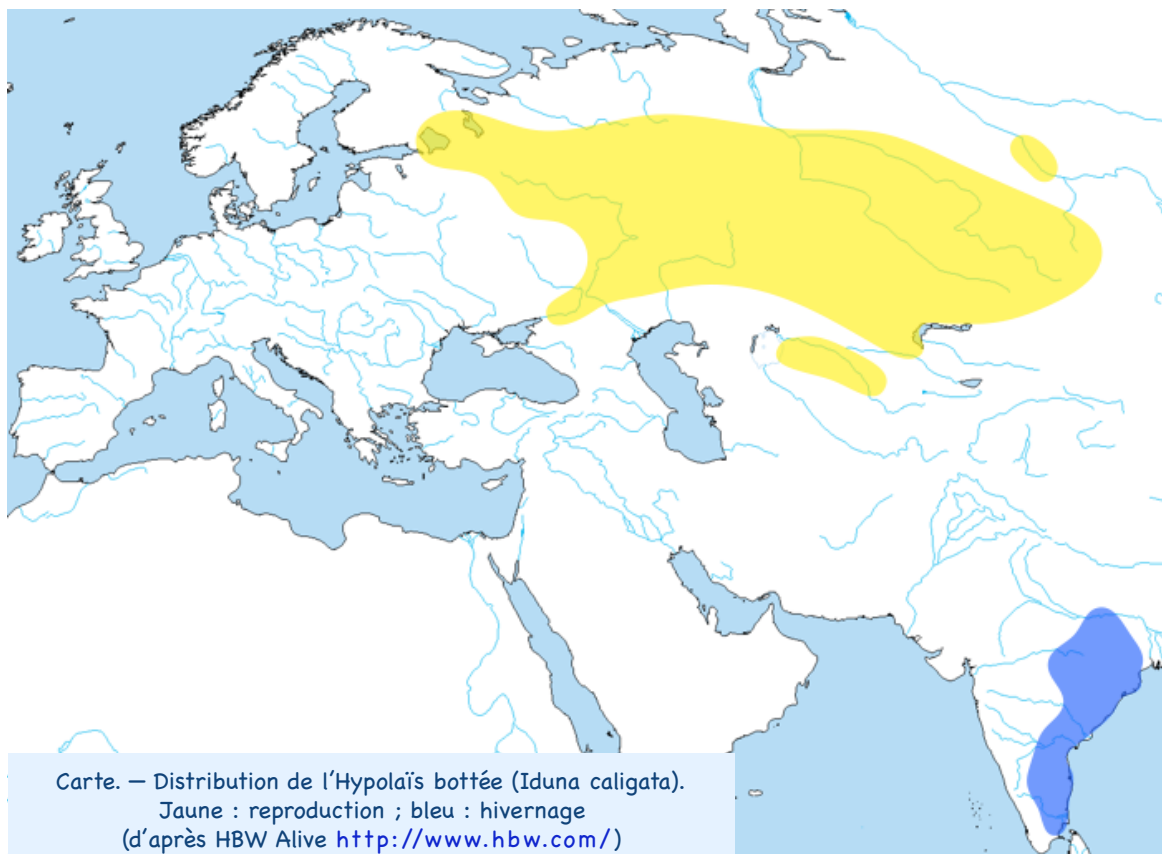 Carte. — Distribution de l'Hypolaïs bottée (Iduna caligata).
Jaune : reproduction ; bleu : hivernage
(d'après HBW Alive http://www.hbw.com/)